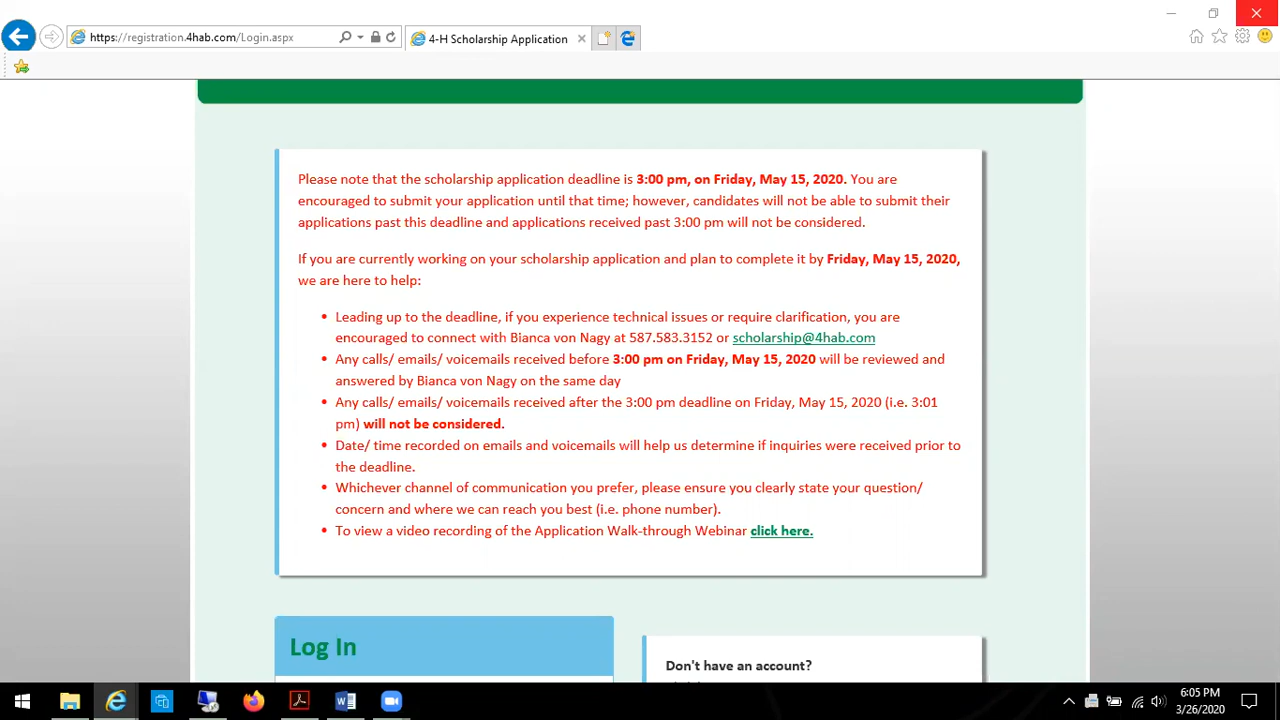 https://registration.4hab.com/Login.aspx
4-H Scholarship Application
Please note that the scholarship application deadline is 3:00 pm, on Friday, May 15, 2020. You are
encouraged to submit your application until that time; however, candidates will not be able to submit their
applications past this deadline and applications received past 3:00 pm will not be considered.
If you are currently working on your scholarship application and plan to complete it by Friday, May 15, 2020,
we are here to help:
• Leading up to the deadline, if you experience technical issues or require clarification, you are
encouraged to connect with Bianca von Nagy at 587.583.3152 or scholarship@4hab.com
• Any calls/ emails/ voicemails received before 3:00 pm on Friday, May 15, 2020 will be reviewed and
answered by Bianca von Nagy on the same day
• Any calls/ emails/ voicemails received after the 3:00 pm deadline on Friday, May 15, 2020 (i.e. 3:01
pm) will not be considered.
• Date/ time recorded on emails and voicemails will help us determine if inquiries were received prior to
the deadline.
• Whichever channel of communication you prefer, please ensure you clearly state your question/
concern and where we can reach you best (i.e. phone number).
• To view a video recording of the Application Walk-through Webinar click here.
Log In
Don't have an account?
6:05 PM
3/26/2020